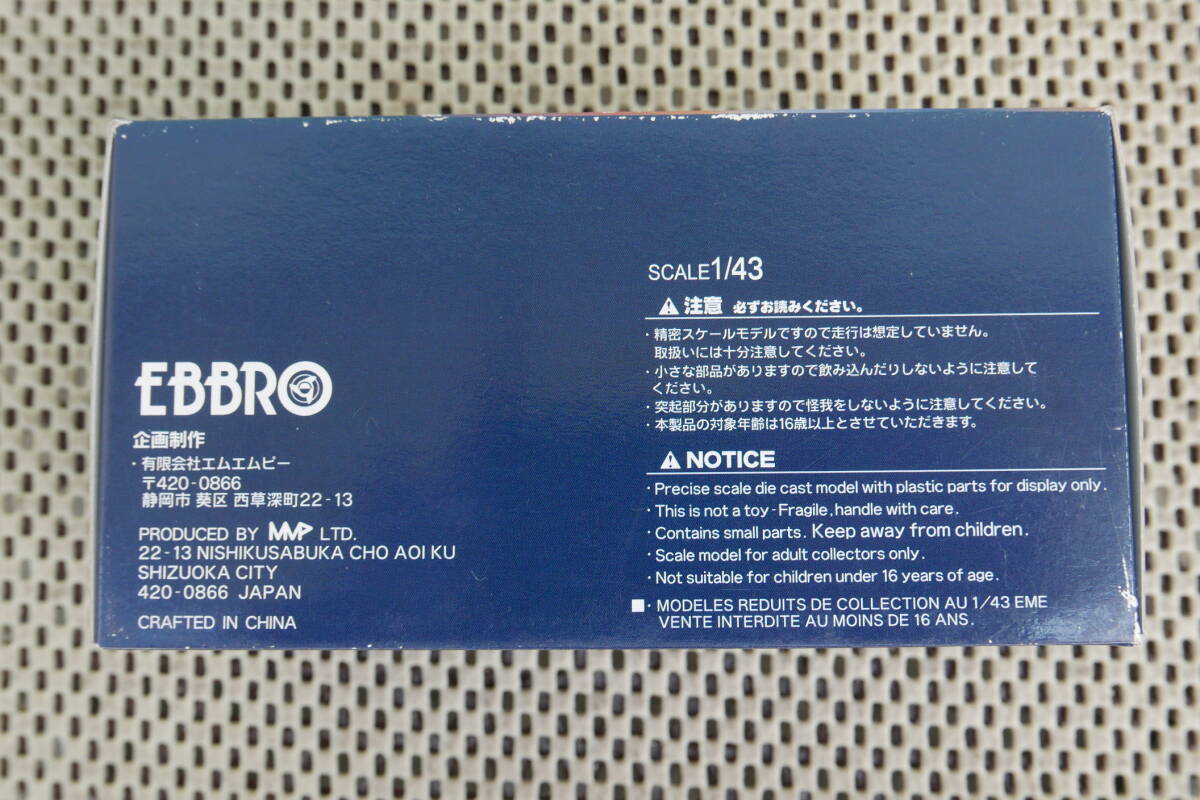 EBBRO
企画制作
・有限会社エムエムピー
〒420-0866
静岡市 葵区 西草深町22-13
PRODUCED BY MMP LTD.
22-13 NISHIKUSABUKA CHO AOI KU
SHIZUOKA CITY
420-0866 JAPAN
CRAFTED IN CHINA
SCALE1/43
⚠注意 必ずお読みください。
・精密スケールモデルですので走行は想定していません。
取扱いには十分注意してください。
・小さな部品がありますので飲み込んだりしないように注意して
ください。
・突起部分がありますので怪我をしないように注意してください。
・本製品の対象年齢は16歳以上とさせていただきます。
⚠NOTICE
・Precise scale die cast model with plastic parts for display only.
・This is not a toy-Fragile, handle with care.
・Contains small parts. Keep away from children.
・Scale model for adult collectors only.
・Not suitable for children under 16 years of age.
■・MODELES REDUITS DE COLLECTION AU 1/43 EME
VENTE INTERDITE AU MOINS DE 16 ANS.